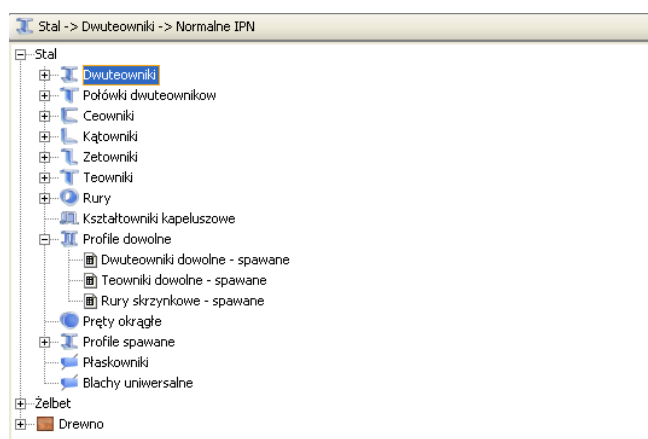 Stal -> Dwuteowniki -> Normalne IPN
Stal
Dwuteowniki
Połówki dwuteownikow
Ceowniki
Kątowniki
Zetowniki
Teowniki
Rury
Kształtowniki kapeluszowe
Profile dowolne
Dwuteowniki dowolne - spawane
Teowniki dowolne - spawane
Rury skrzynkowe - spawane
Pręty okrągłe
Profile spawane
Płaskowniki
Blachy uniwersalne
Żelbet
Drewno